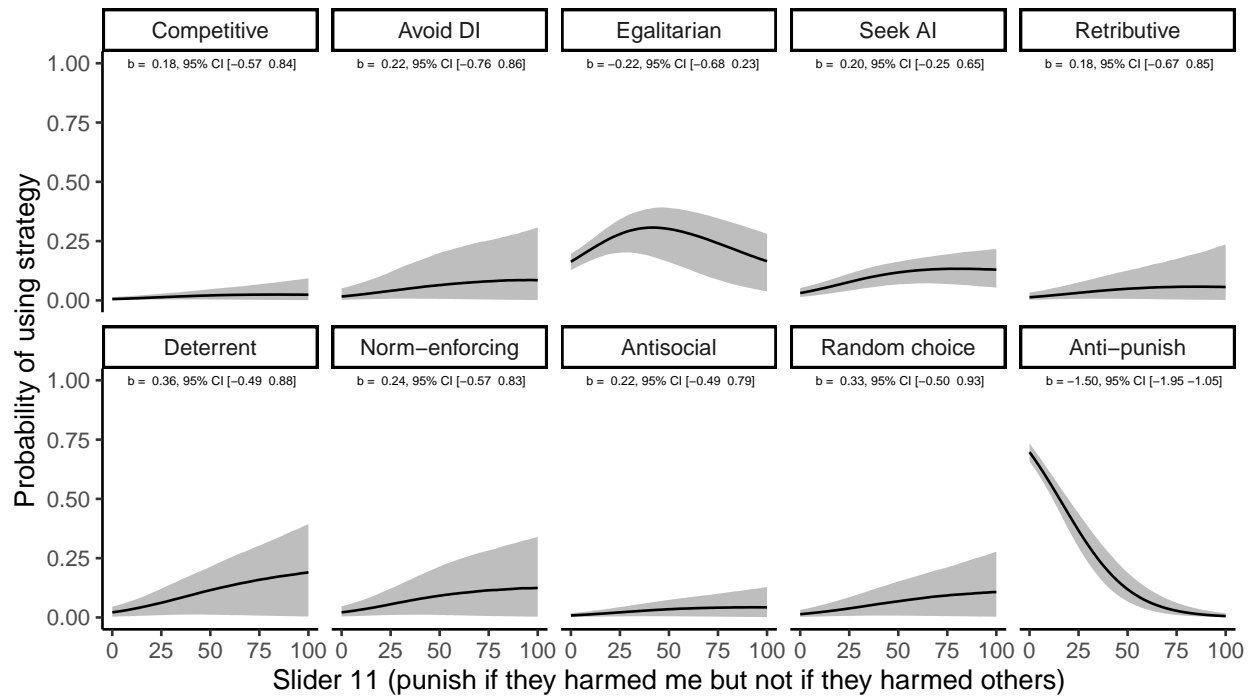 Competitive Avoid DI Egalitarian Seek AI Retributive
b = 0.18, 95% CI [−0.57 0.84] b = 0.22, 95% CI [−0.76 0.86] b = −0.22, 95% CI [−0.68 0.23] b = 0.20, 95% CI [−0.25 0.65] b = 0.18, 95% CI [−0.67 0.85]
1.00
0.75
0.50
0.25
0.00
Probability of using strategy
Deterrent Norm−enforcing Antisocial Random choice Anti−punish
b = 0.36, 95% CI [−0.49 0.88] b = 0.24, 95% CI [−0.57 0.83] b = 0.22, 95% CI [−0.49 0.79] b = 0.33, 95% CI [−0.50 0.93] b = −1.50, 95% CI [−1.95 −1.05]
1.00
0.75
0.50
0.25
0.00
0 25 50 75 100 0 25 50 75 100 0 25 50 75 100 0 25 50 75 100 0 25 50 75 100
Slider 11 (punish if they harmed me but not if they harmed others)